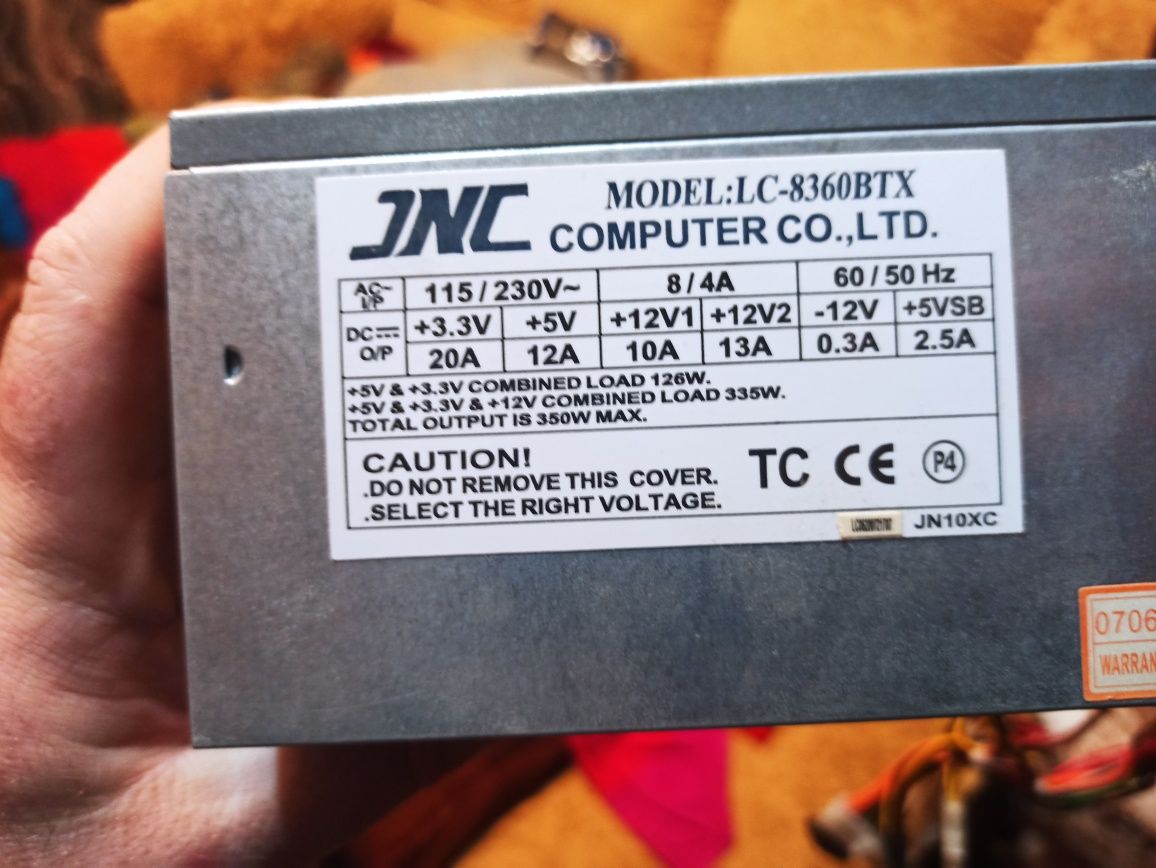 JNC
MODEL:LC-8360BTX
COMPUTER CO.,LTD.
AC~ I/P 115 / 230V~ 8 / 4A 60 / 50 Hz
DC O/P +3.3V +5V +12V1 +12V2 -12V +5VSB
20A 12A 10A 13A 0.3A 2.5A
+5V & +3.3V COMBINED LOAD 126W.
+5V & +3.3V & +12V COMBINED LOAD 335W.
TOTAL OUTPUT IS 350W MAX.
CAUTION!
.DO NOT REMOVE THIS COVER.
.SELECT THE RIGHT VOLTAGE.
TC CE P4
JN10XC
0706
WARRAN